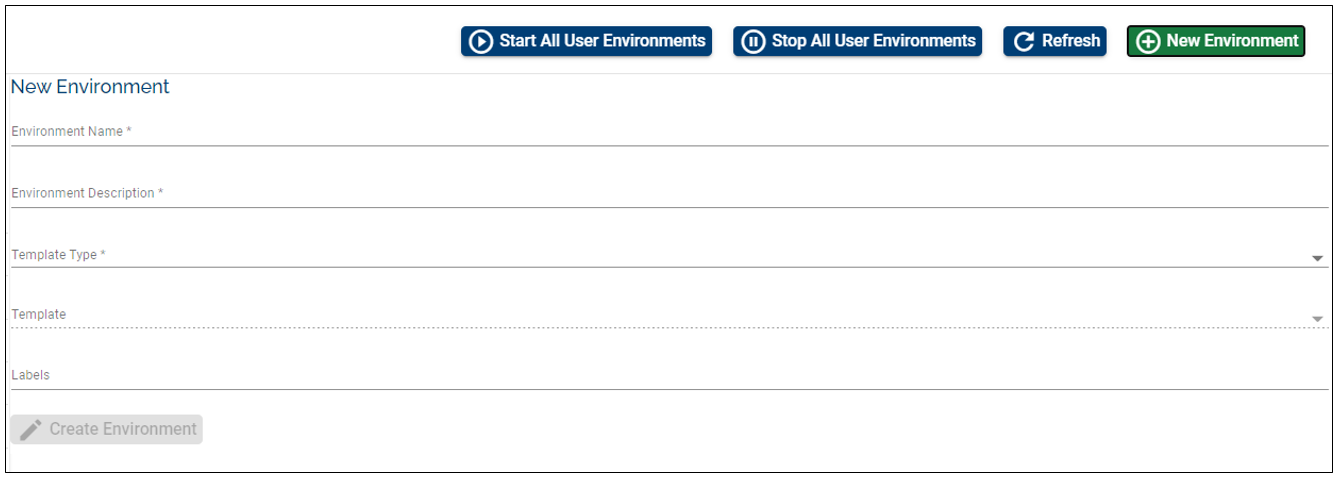 Start All User Environments Stop All User Environments Refresh New Environment
New Environment
Environment Name *
Environment Description *
Template Type *
Template
Labels
Create Environment